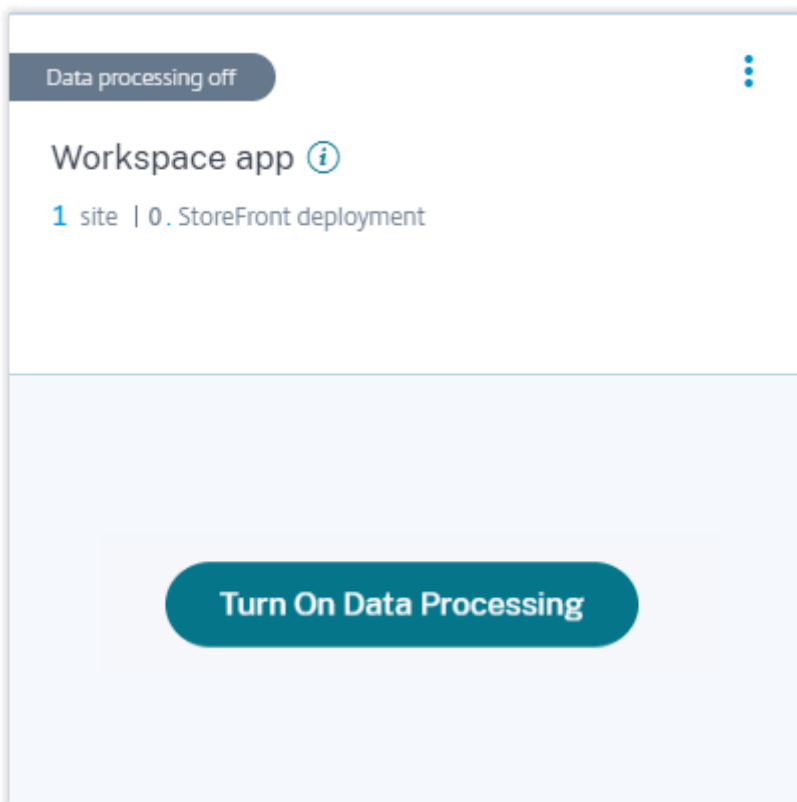 Data processing off
Workspace app i
1 site | 0. StoreFront deployment
Turn On Data Processing